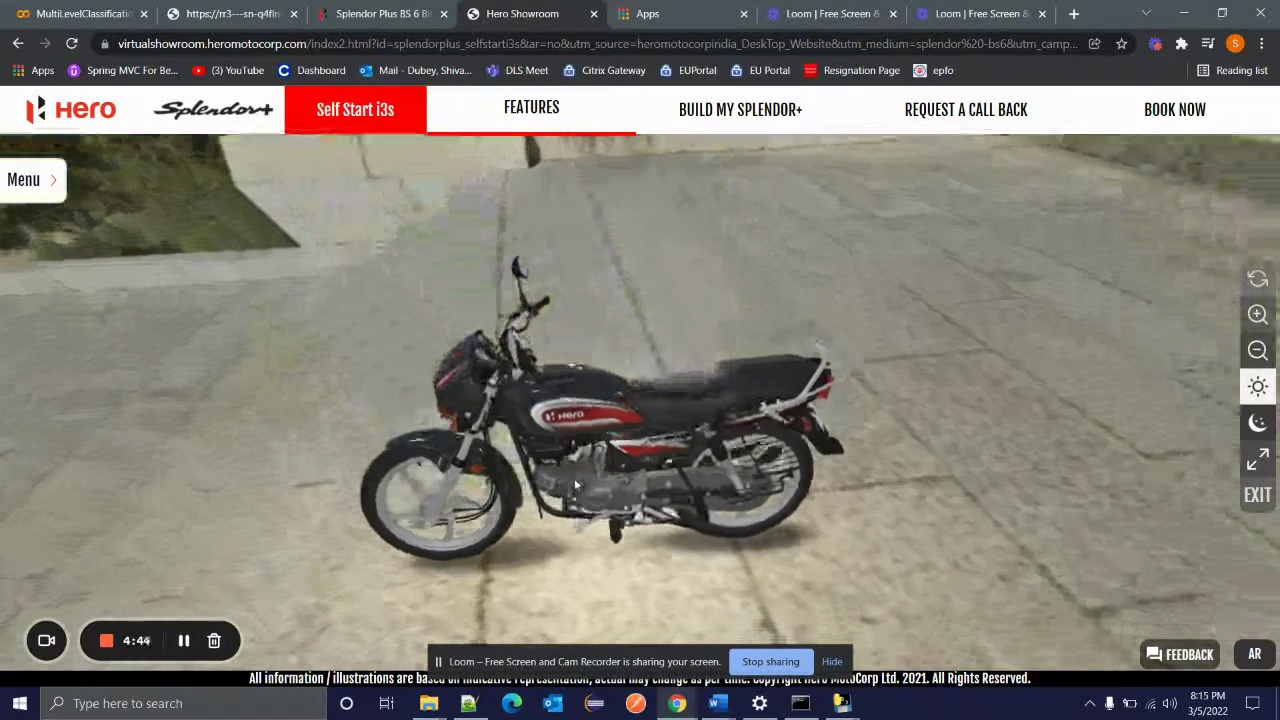 MultiLevelClassificatio
https://rr3---sn-q4fln
Splendor Plus BS 6 Bi
Hero Showroom
Apps
Loom | Free Screen &
Loom | Free Screen &
S
virtualshowroom.heromotocorp.com/index2.html?id=splendorplus_selfstarti3s&at=no&utm_source=heromotocorpindia_DeskTop_Website&utm_medium=splendor%20-bs6&utm_camp...
Apps
Spring MVC For Be...
(3) YouTube
Dashboard
Mail - Dubey, Shiva...
DLS Meet
Citrix Gateway
EUPortal
EU Portal
Resignation Page
epfo
Reading list
Hero
Splendor+
Self Start i3s
FEATURES
BUILD MY SPLENDOR+
REQUEST A CALL BACK
BOOK NOW
Menu
Hero
EXIT
4:44
Loom – Free Screen and Cam Recorder is sharing your screen.
Stop sharing
Hide
FEEDBACK
AR
All information / illustrations are based on indicative representation, actual may change as per time. Copyright Hero MotoCorp Ltd. 2021. All Rights Reserved.
Type here to search
8:15 PM
3/5/2022